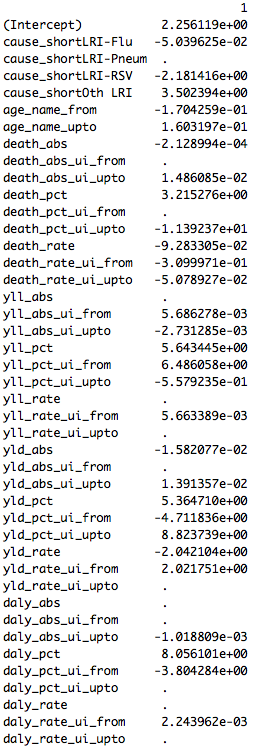 1
(Intercept) 2.256119e+00
cause_shortLRI-Flu -5.039625e-02
cause_shortLRI-Pneum .
cause_shortLRI-RSV -2.181416e+00
cause_shortOth LRI 3.502394e+00
age_name_from -1.704259e-01
age_name_upto 1.603197e-01
death_abs -2.128994e-04
death_abs_ui_from .
death_abs_ui_upto 1.486085e-02
death_pct 3.215276e+00
death_pct_ui_from .
death_pct_ui_upto -1.139237e+01
death_rate -9.283305e-02
death_rate_ui_from -3.099971e-01
death_rate_ui_upto -5.078927e-02
yll_abs .
yll_abs_ui_from 5.686278e-03
yll_abs_ui_upto -2.731285e-03
yll_pct 5.643445e+00
yll_pct_ui_from 6.486058e+00
yll_pct_ui_upto -5.579235e-01
yll_rate .
yll_rate_ui_from 5.663389e-03
yll_rate_ui_upto .
yld_abs -1.582077e-02
yld_abs_ui_from .
yld_abs_ui_upto 1.391357e-02
yld_pct 5.364710e+00
yld_pct_ui_from -4.711836e+00
yld_pct_ui_upto 8.823739e+00
yld_rate -2.042104e+00
yld_rate_ui_from 2.021751e+00
yld_rate_ui_upto .
daly_abs .
daly_abs_ui_from .
daly_abs_ui_upto -1.018809e-03
daly_pct 8.056101e+00
daly_pct_ui_from -3.804284e+00
daly_pct_ui_upto .
daly_rate .
daly_rate_ui_from 2.243962e-03
daly_rate_ui_upto .